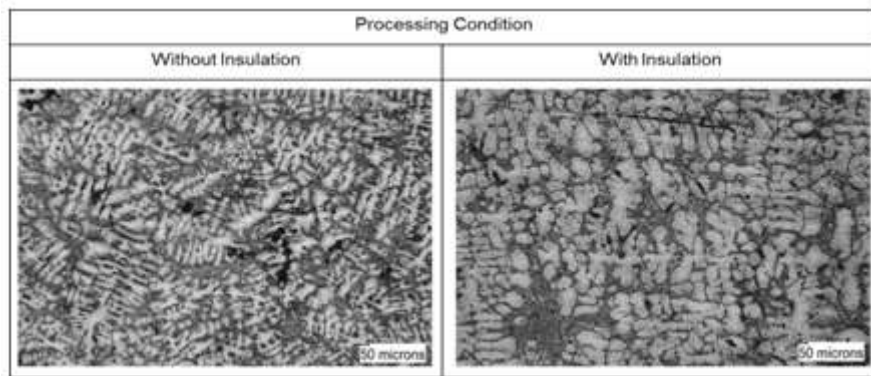 Processing Condition
Without Insulation
With Insulation
50 microns
50 microns